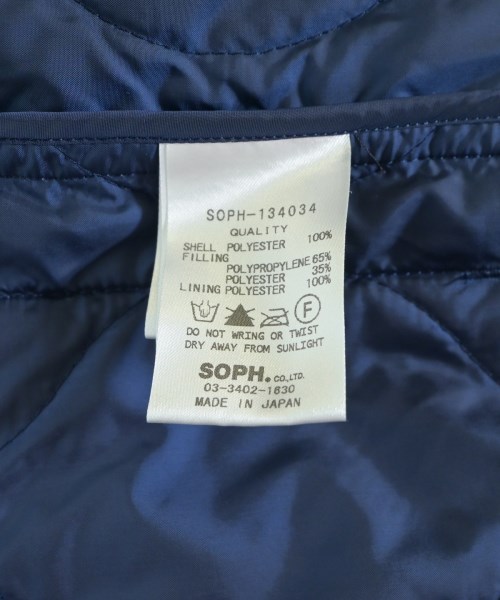 SOPH-134034
QUALITY
SHELL POLYESTER 100%
FILLING
POLYPROPYLENE 65%
POLYESTER 35%
LINING POLYESTER 100%
F
DO NOT WRING OR TWIST
DRY AWAY FROM SUNLIGHT
SOPH. CO.,LTD.
03-3402-1630
MADE IN JAPAN